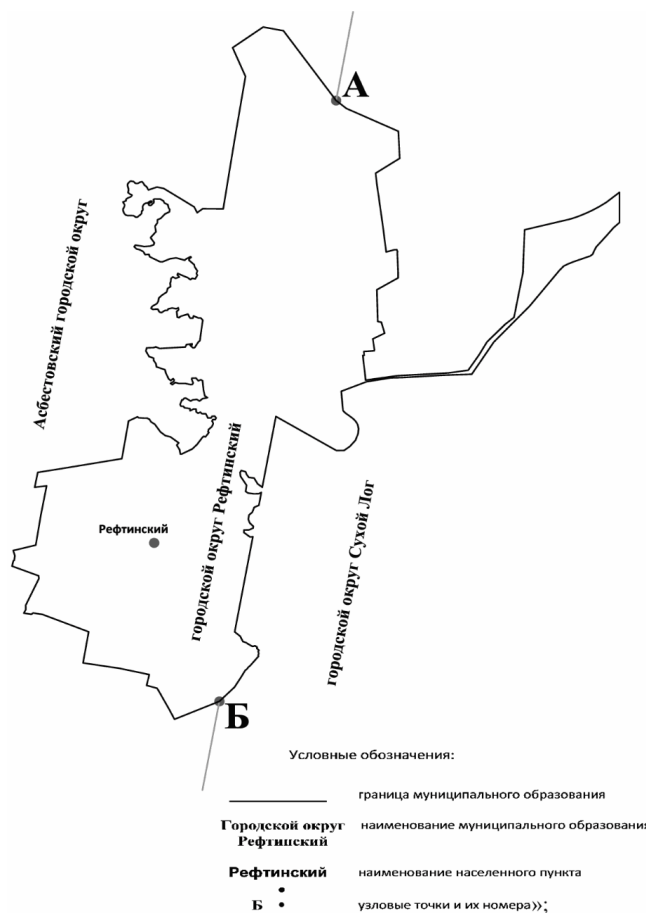 А
Асбестовский городской округ
Рефтинский
городской округ Рефтинский
городской округ Сухой Лог
Б
Условные обозначения:
граница муниципального образования
Городской округ
Рефтинский
наименование муниципального образования
Рефтинский
наименование населенного пункта
Б
узловые точки и их номера»;